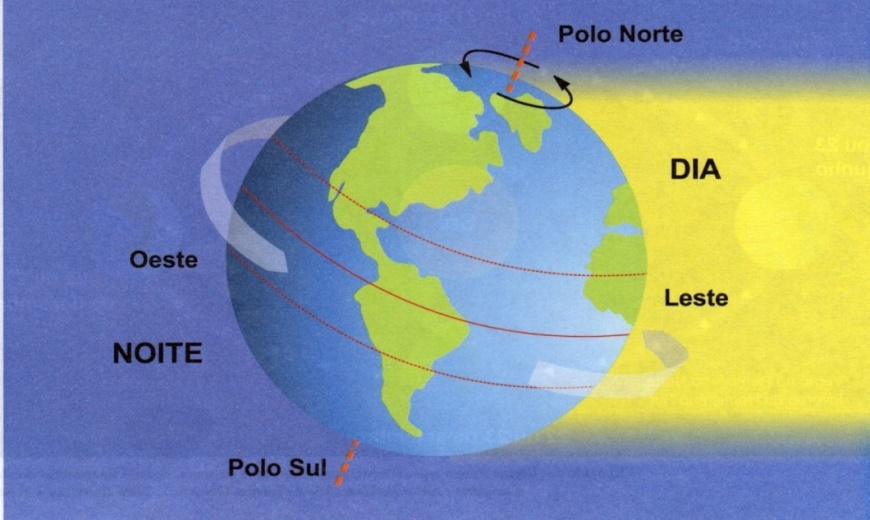 Polo Norte
DIA
Oeste
Leste
NOITE
Polo Sul